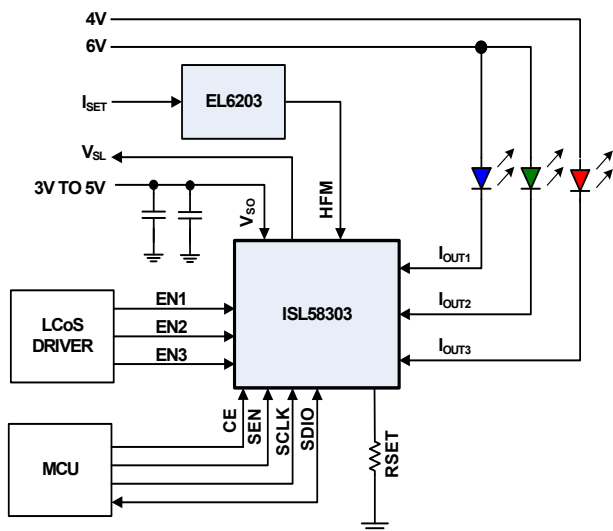 4V
6V
EL6203
ISET
VSL
3V TO 5V
VSO
HFM
IOUT1
ISL58303
EN1
LCoS
DRIVER
EN2
IOUT2
EN3
IOUT3
CE
SEN
SCLK
SDIO
RSET
MCU